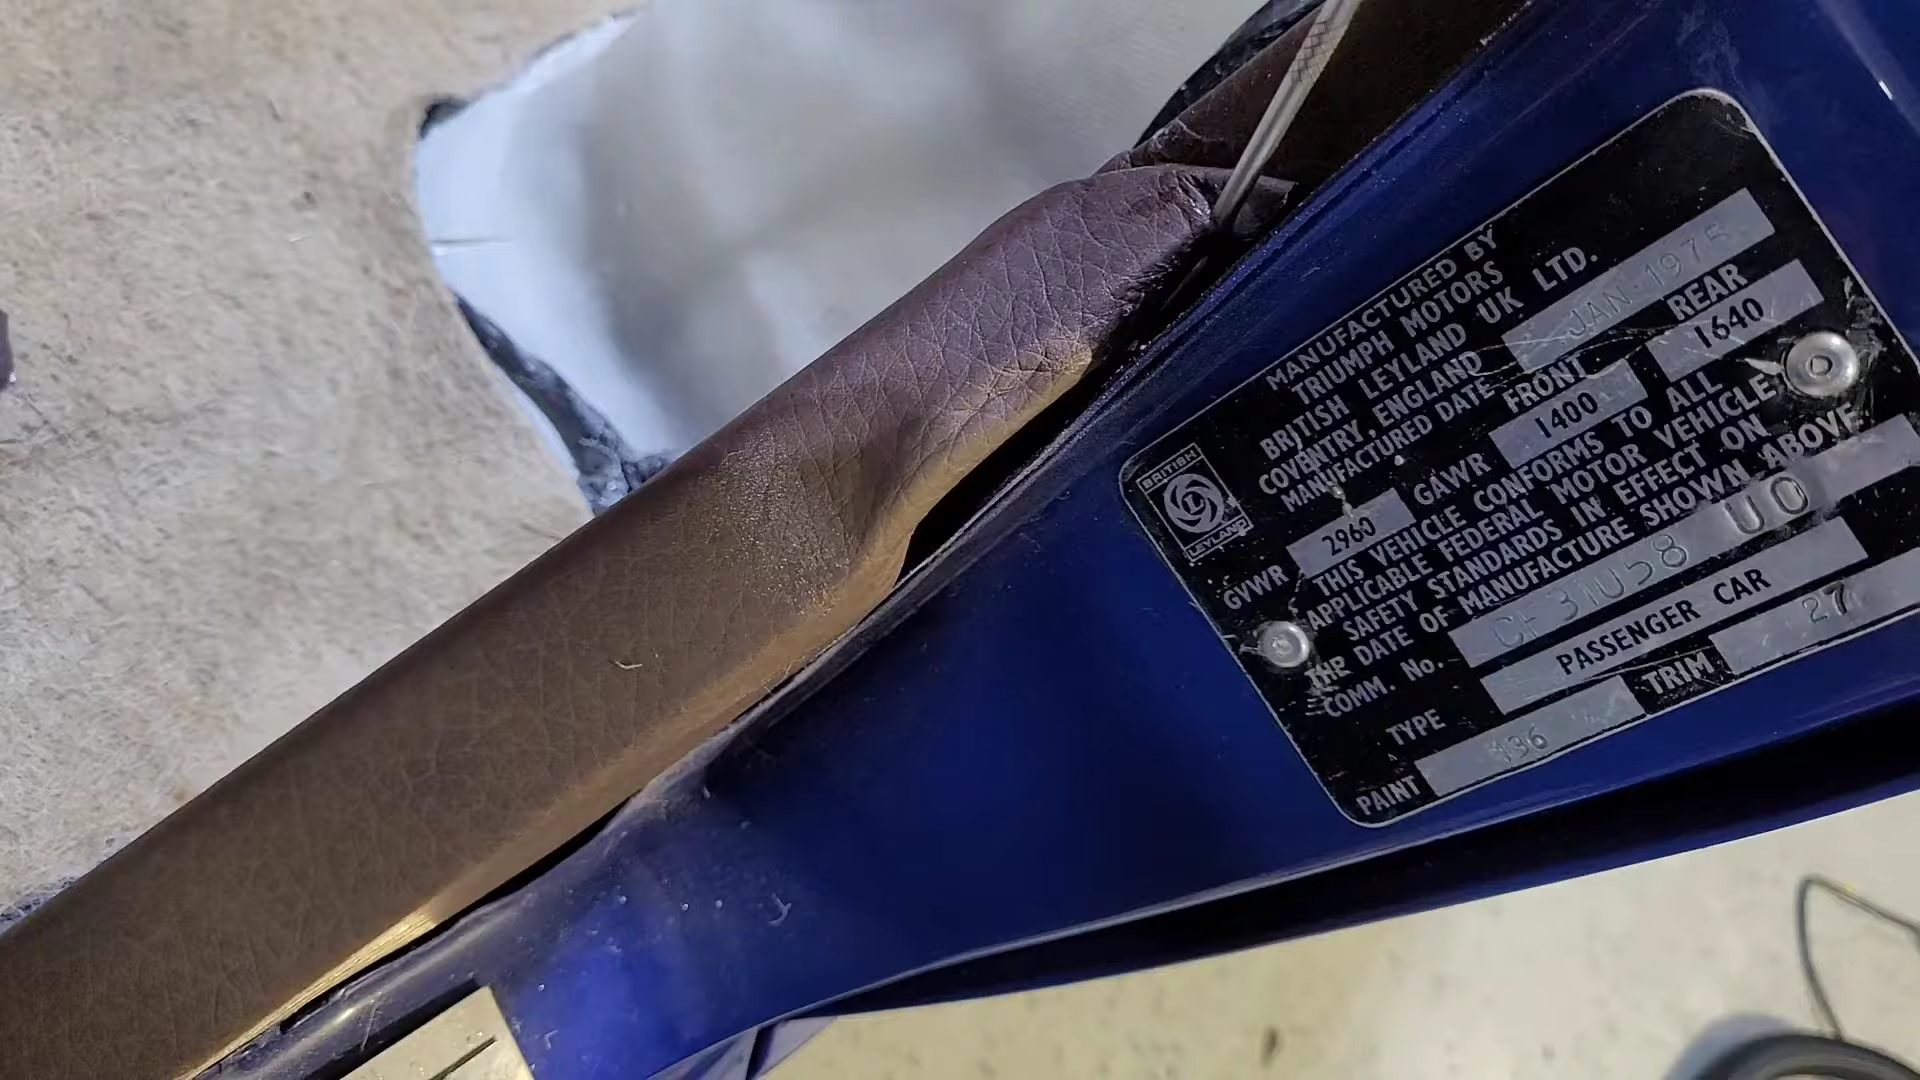 MANUFACTURED BY
TRIUMPH MOTORS
BRITISH LEYLAND UK LTD.
COVENTRY, ENGLAND
MANUFACTURED DATE JAN-1975
FRONT REAR
GVWR 2960 GAWR 1400 1640
THIS VEHICLE CONFORMS TO ALL
APPLICABLE FEDERAL MOTOR VEHICLE
SAFETY STANDARDS IN EFFECT ON
THE DATE OF MANUFACTURE SHOWN ABOVE
COMM. No. UO
TYPE PASSENGER CAR
PAINT TRIM 27
BRITISH
LEYLAND